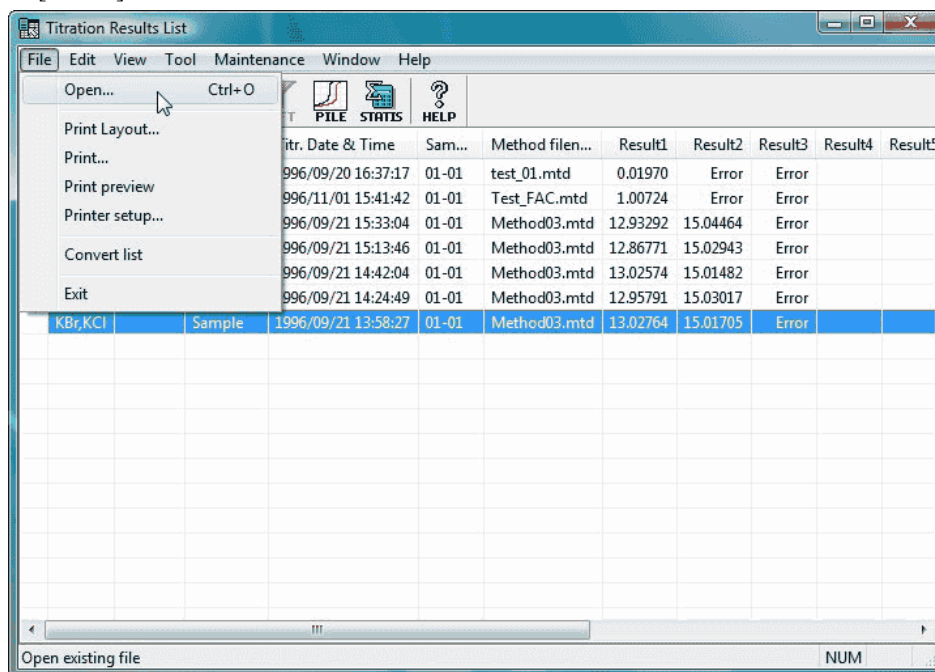 Titration Results List
File Edit View Tool Maintenance Window Help
Open... Ctrl+O
Print Layout...
Print...
Print preview
Printer setup...
Convert list
Exit
PILE STATIS HELP
itr. Date & Time Sam... Method filen... Result1 Result2 Result3 Result4 Result5
996/09/20 16:37:17 01-01 test_01.mtd 0.01970 Error Error
996/11/01 15:41:42 01-01 Test_FAC.mtd 1.00724 Error Error
996/09/21 15:33:04 01-01 Method03.mtd 12.93292 15.04464 Error
996/09/21 15:13:46 01-01 Method03.mtd 12.86771 15.02943 Error
996/09/21 14:42:04 01-01 Method03.mtd 13.02574 15.01482 Error
996/09/21 14:24:49 01-01 Method03.mtd 12.95791 15.03017 Error
KBr,KCl Sample 1996/09/21 13:58:27 01-01 Method03.mtd 13.02764 15.01705 Error
Open existing file NUM